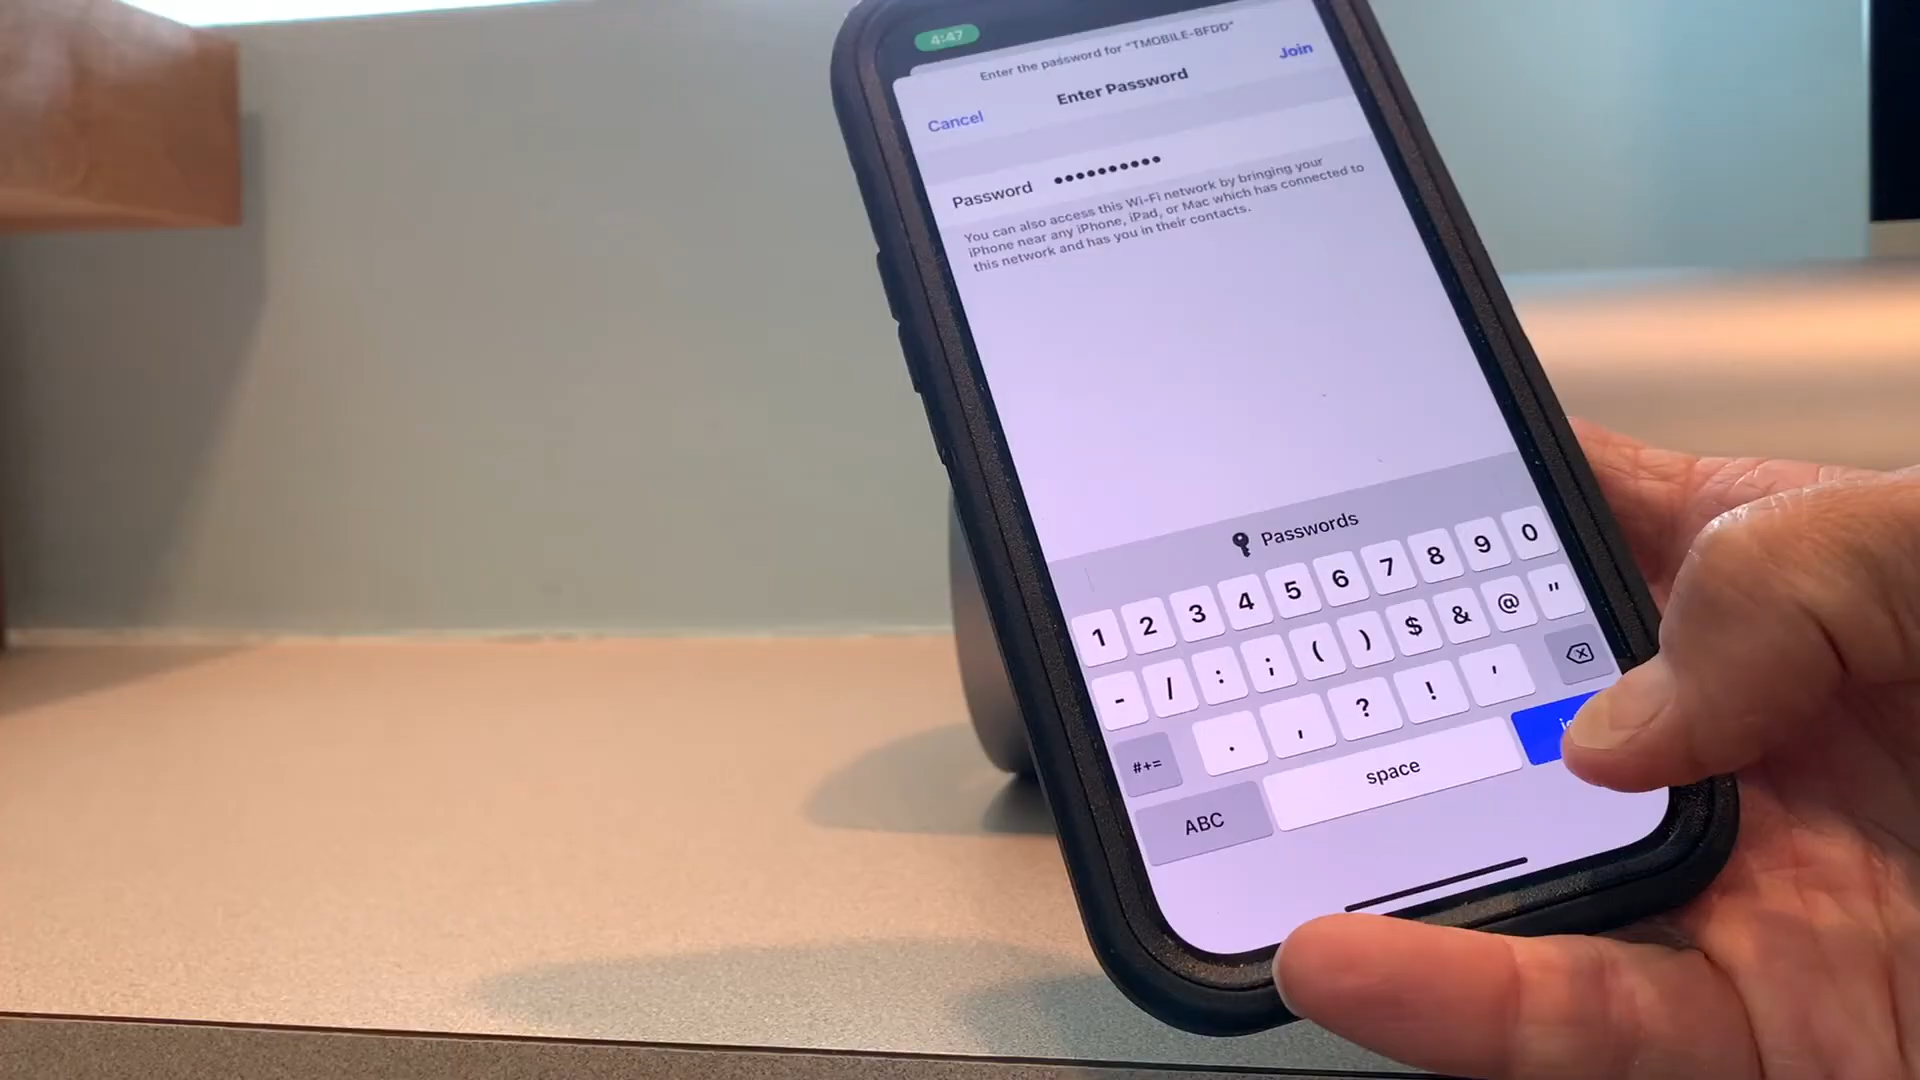 4:47
Enter the password for "TMOBILE-BFDD"
Cancel
Enter Password
Join
Password ••••••••••
You can also access this Wi-Fi network by bringing your
iPhone near any iPhone, iPad, or Mac which has connected to
this network and has you in their contacts.
Passwords
1 2 3 4 5 6 7 8 9 0
- / : ; ( ) $ & @ "
#+= . , ? ! '
ABC space